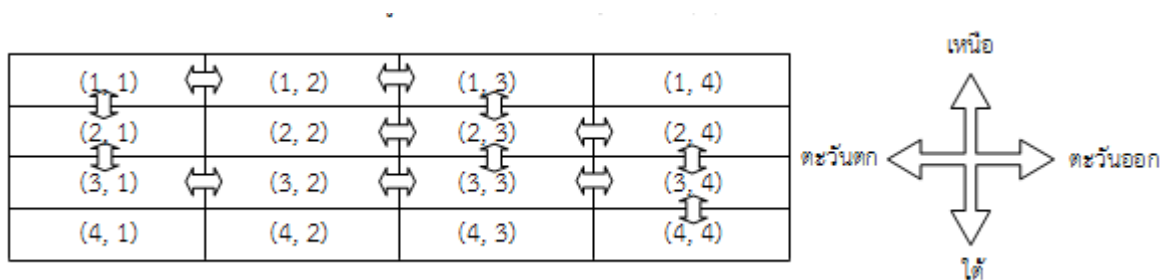 เหนือ
(1, 1) (1, 2) (1, 3) (1, 4)
(2, 1) (2, 2) (2, 3) (2, 4)
ตะวันตก ตะวันออก
(3, 1) (3, 2) (3, 3) (3, 4)
(4, 1) (4, 2) (4, 3) (4, 4)
ใต้